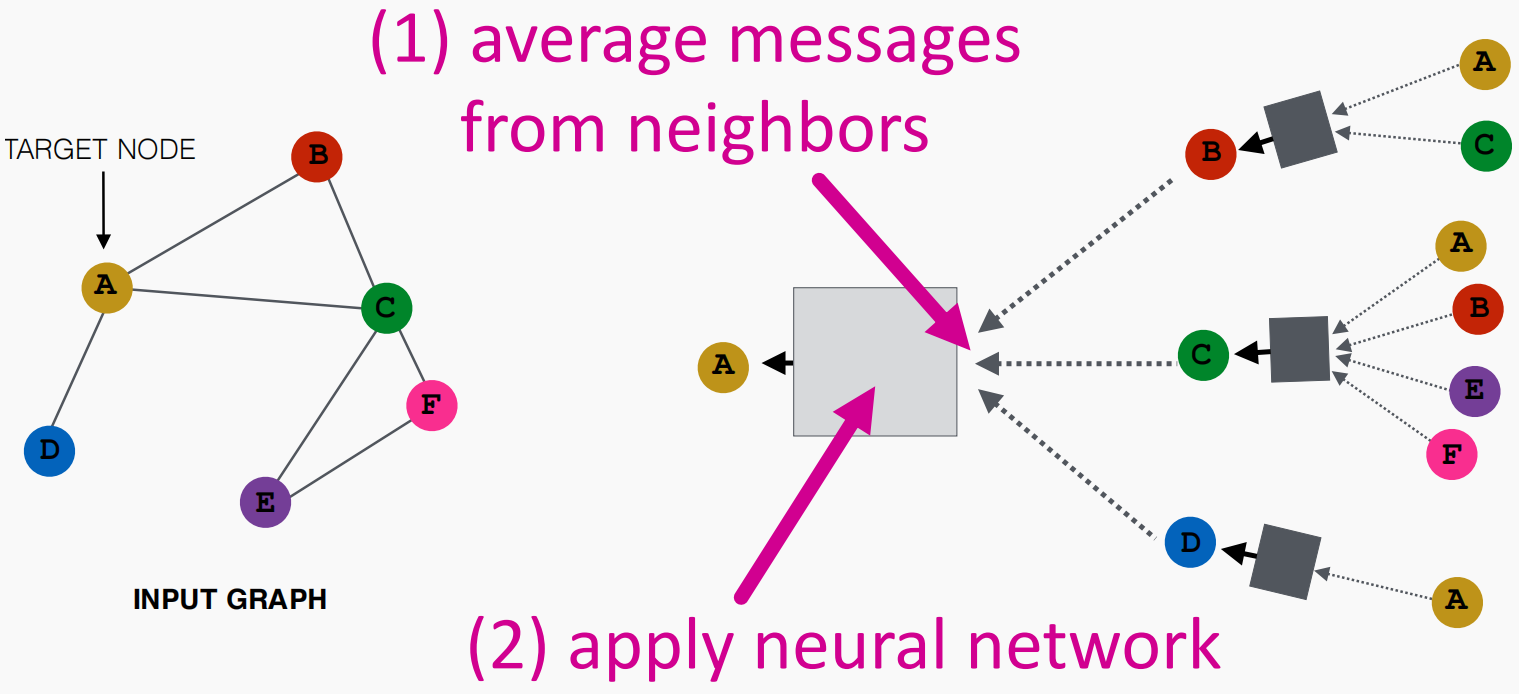 (1) average messages
from neighbors
TARGET NODE
B
A
C
F
D
E
INPUT GRAPH
A
B
A
C
C
A
B
E
F
D
A
(2) apply neural network